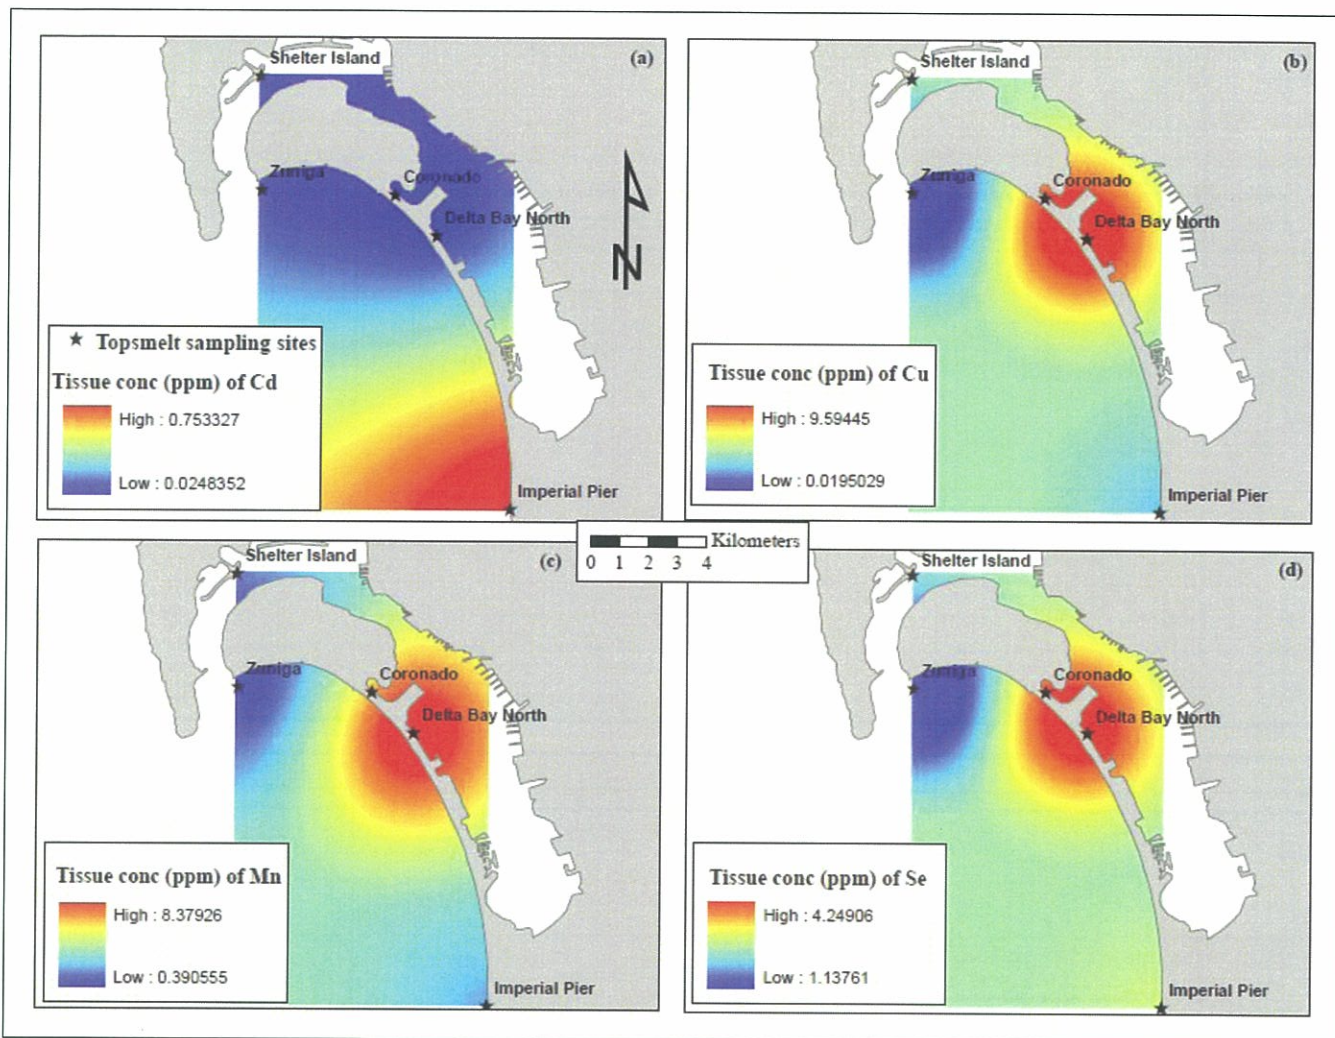 Shelter Island
(a)
Zuniga
Coronado
Delta Bay North
N
★ Topsmelt sampling sites
Tissue conc (ppm) of Cd
High : 0.753327
Low : 0.0248352
Imperial Pier
Shelter Island
(b)
Zuniga
Coronado
Delta Bay North
Tissue conc (ppm) of Cu
High : 9.59445
Low : 0.0195029
Imperial Pier
Kilometers
0 1 2 3 4
Shelter Island
(c)
Zuniga
Coronado
Delta Bay North
Tissue conc (ppm) of Mn
High : 8.37926
Low : 0.390555
Imperial Pier
Shelter Island
(d)
Zuniga
Coronado
Delta Bay North
Tissue conc (ppm) of Se
High : 4.24906
Low : 1.13761
Imperial Pier